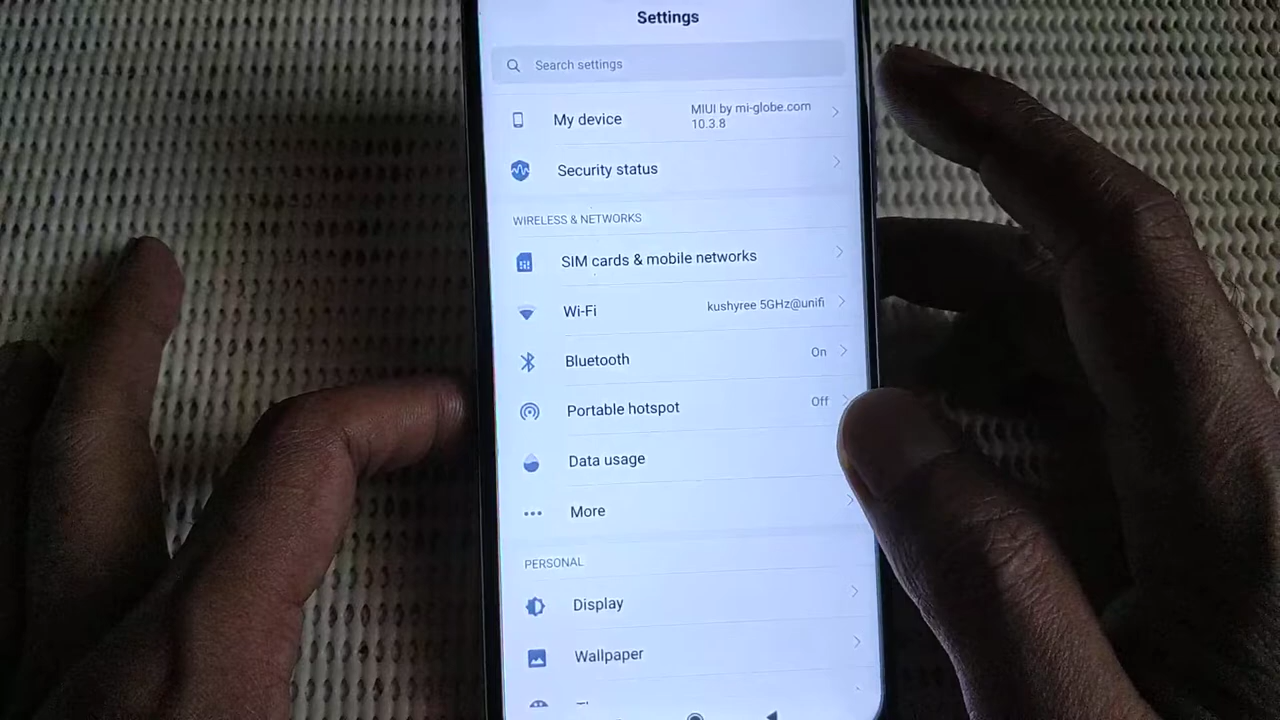 Settings
Search settings
My device
MIUI by mi-globe.com
10.3.8
Security status
WIRELESS & NETWORKS
SIM cards & mobile networks
Wi-Fi
kushyree 5GHz@unifi
Bluetooth
On
Portable hotspot
Off
Data usage
More
PERSONAL
Display
Wallpaper